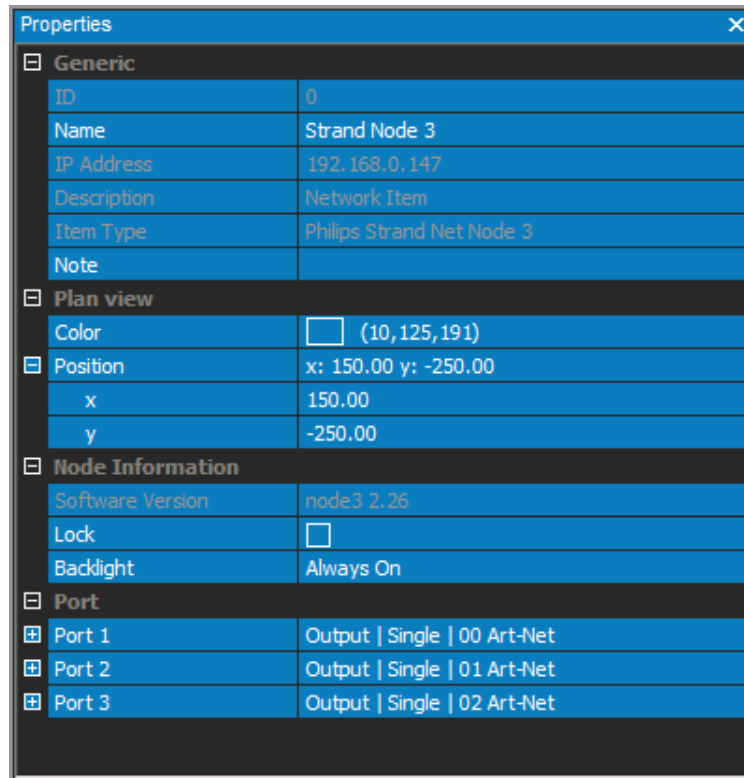 Properties
Generic
ID 0
Name Strand Node 3
IP Address 192.168.0.147
Description Network Item
Item Type Philips Strand Net Node 3
Note
Plan view
Color (10,125,191)
Position x: 150.00 y: -250.00
x 150.00
y -250.00
Node Information
Software Version node3 2.26
Lock
Backlight Always On
Port
Port 1 Output | Single | 00 Art-Net
Port 2 Output | Single | 01 Art-Net
Port 3 Output | Single | 02 Art-Net